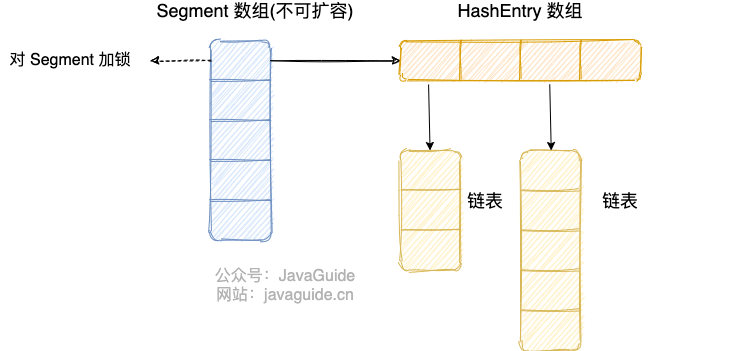 Segment 数组(不可扩容)
HashEntry 数组
对 Segment 加锁
链表
链表
公众号：JavaGuide
网站：javaguide.cn